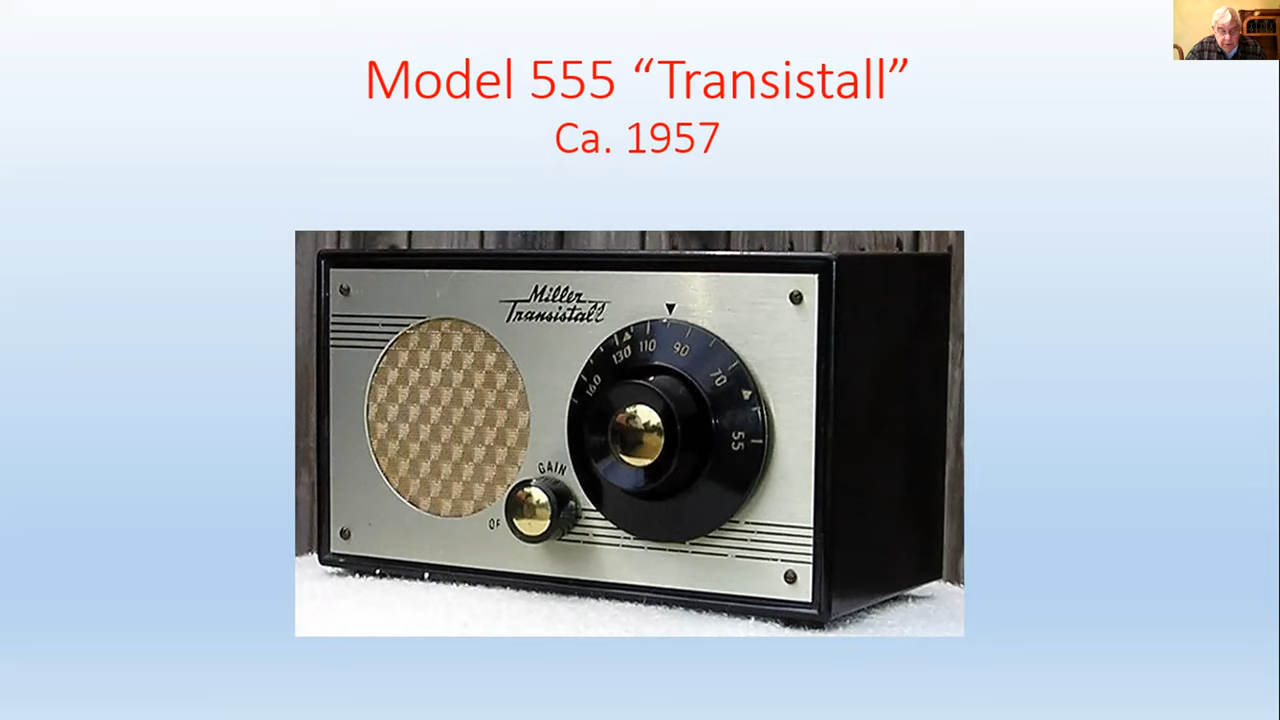 Model 555 “Transistall”
Ca. 1957
Miller
Transistall
160
130
110
90
70
55
GAIN
OF